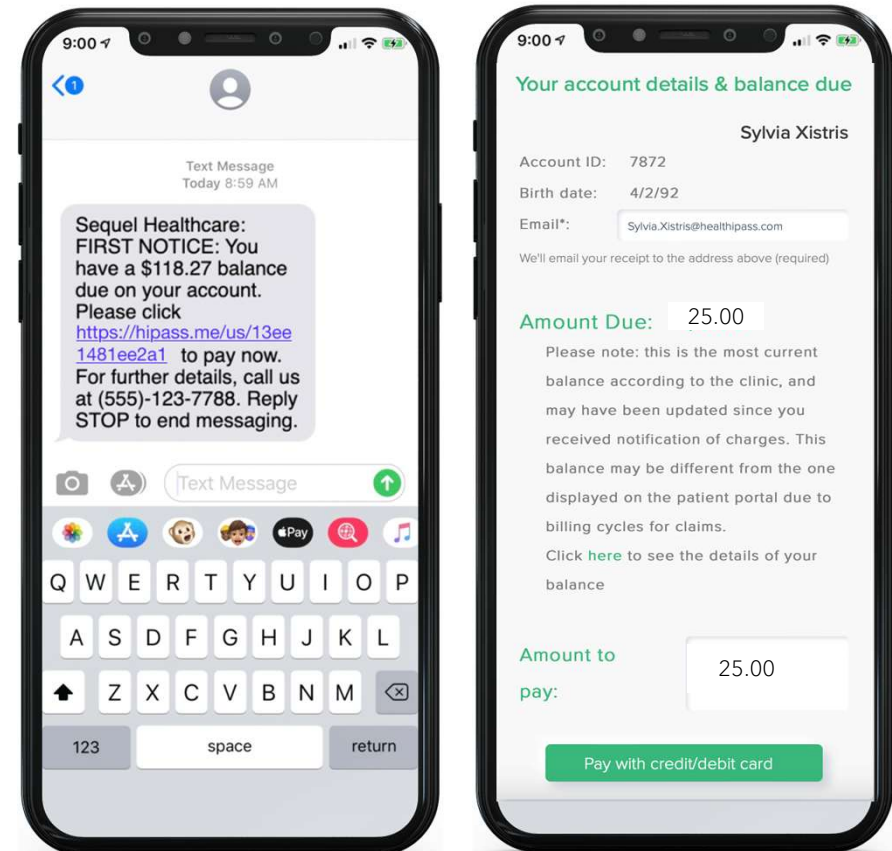 9:00
1
Text Message
Today 8:59 AM
Sequel Healthcare:
FIRST NOTICE: You
have a $118.27 balance
due on your account.
Please click
https://hipass.me/us/13ee
1481ee2a1 to pay now.
For further details, call us
at (555)-123-7788. Reply
STOP to end messaging.
Text Message
Pay
Q W E R T Y U I O P
A S D F G H J K L
Z X C V B N M
123 space return
9:00
Your account details & balance due
Sylvia Xistris
Account ID: 7872
Birth date: 4/2/92
Email*: Sylvia.Xistris@healthipass.com
We'll email your receipt to the address above (required)
Amount Due: 25.00
Please note: this is the most current
balance according to the clinic, and
may have been updated since you
received notification of charges. This
balance may be different from the one
displayed on the patient portal due to
billing cycles for claims.
Click here to see the details of your
balance
Amount to
pay:
25.00
Pay with credit/debit card